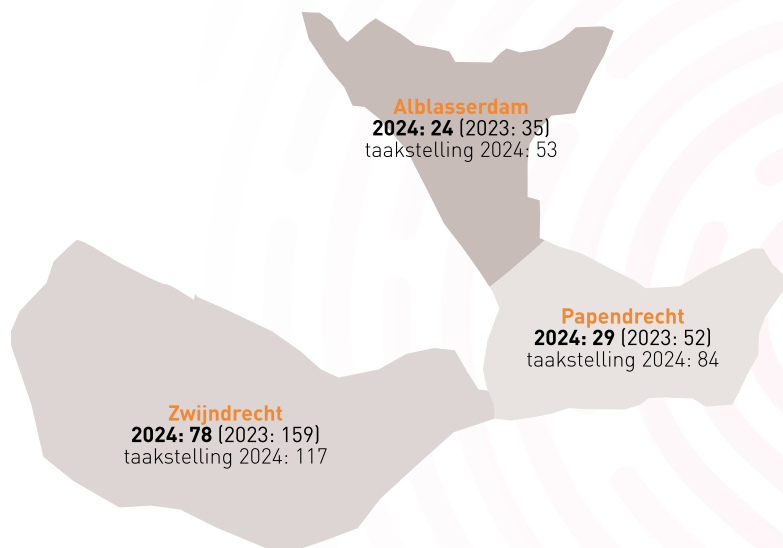 Alblasserdam
2024: 24 (2023: 35)
taakstelling 2024: 53
Papendrecht
2024: 29 (2023: 52)
taakstelling 2024: 84
Zwijndrecht
2024: 78 (2023: 159)
taakstelling 2024: 117